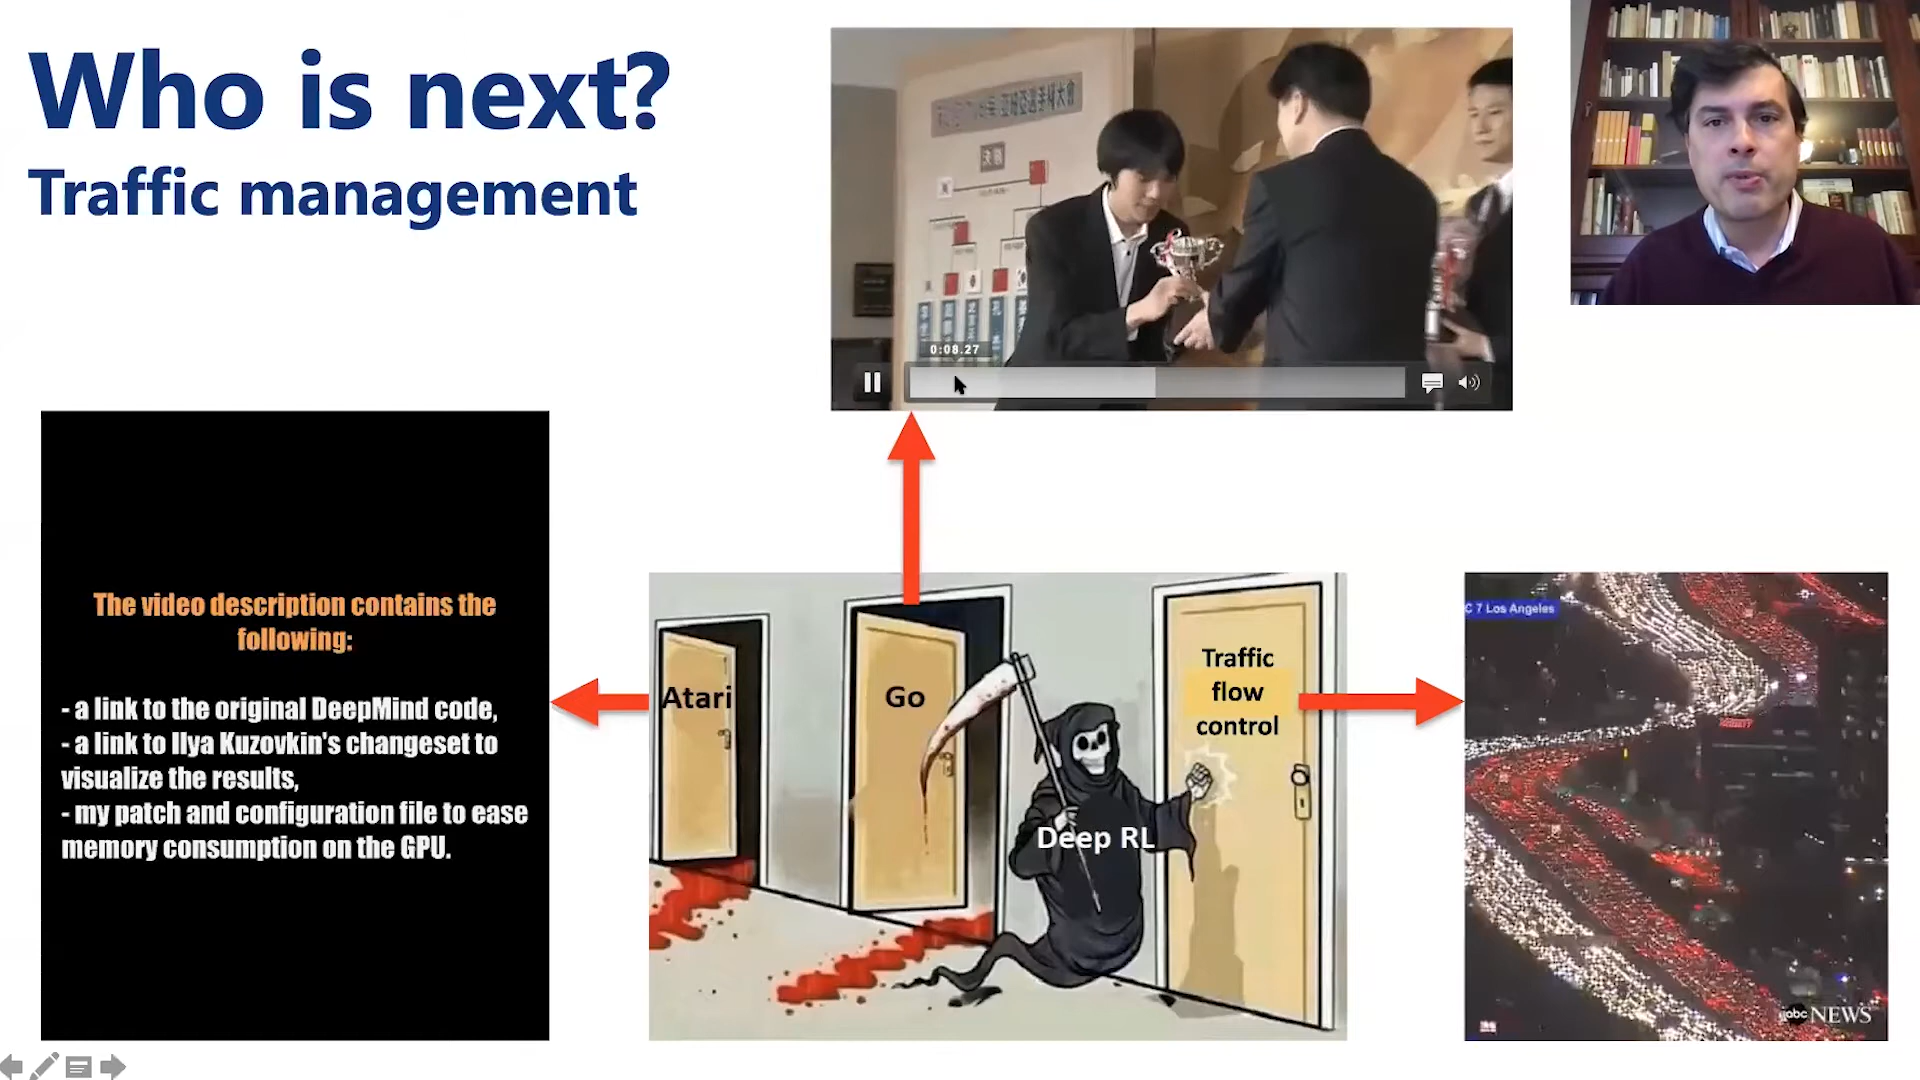 Who is next?
Traffic management
決勝
0:08.27
The video description contains the
following:
- a link to the original DeepMind code,
- a link to Ilya Kuzovkin's changeset to
visualize the results,
- my patch and configuration file to ease
memory consumption on the GPU.
Atari
Go
Deep RL
Traffic
flow
control
C 7 Los Angeles
abc NEWS